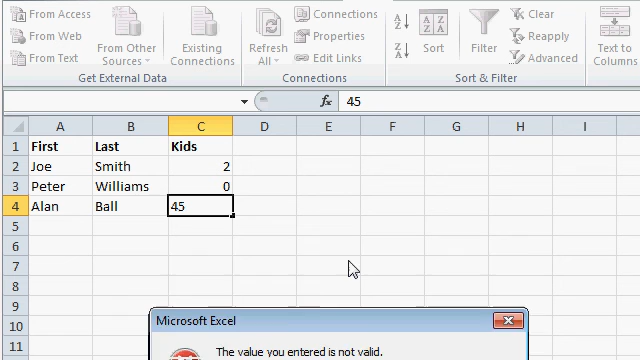 From Access
From Web
From Text
From Other Sources
Existing Connections
Refresh All
Connections
Properties
Edit Links
Sort
Filter
Clear
Reapply
Advanced
Text to Columns
Get External Data
Connections
Sort & Filter
fx 45
A B C D E F G H I
1 First Last Kids
2 Joe Smith 2
3 Peter Williams 0
4 Alan Ball 45
5
6
7
8
9
10
11
Microsoft Excel
The value you entered is not valid.